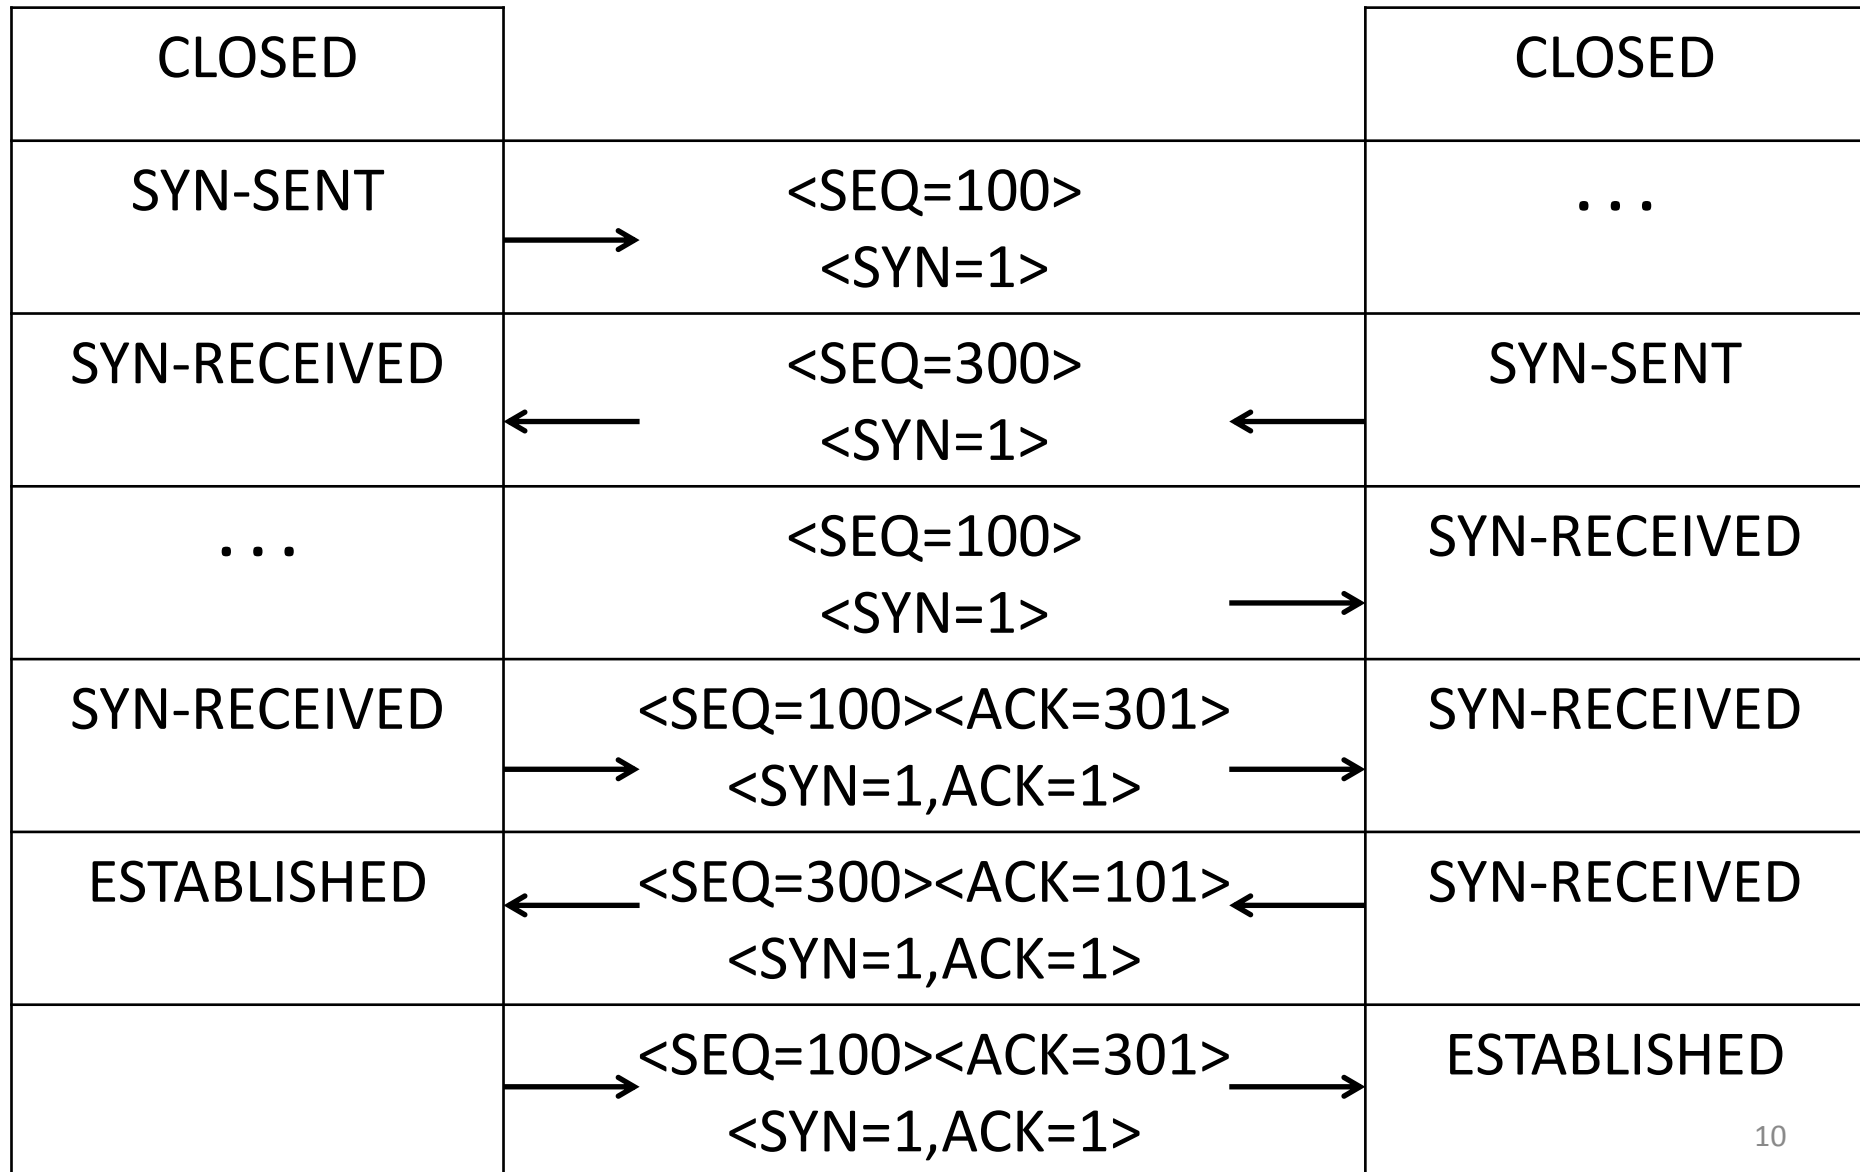 CLOSED CLOSED
SYN-SENT <SEQ=100> . . .
<SYN=1>
SYN-RECEIVED <SEQ=300> SYN-SENT
<SYN=1>
. . . <SEQ=100> SYN-RECEIVED
<SYN=1>
SYN-RECEIVED <SEQ=100><ACK=301> SYN-RECEIVED
<SYN=1,ACK=1>
ESTABLISHED <SEQ=300><ACK=101> SYN-RECEIVED
<SYN=1,ACK=1>
<SEQ=100><ACK=301> ESTABLISHED
<SYN=1,ACK=1>
10